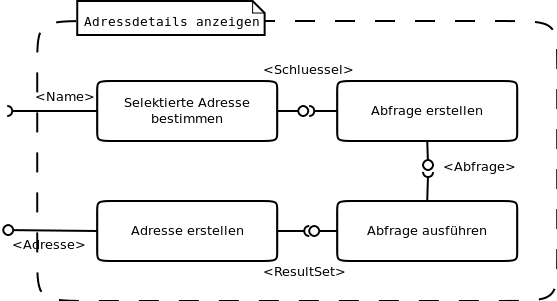 Adressdetails anzeigen
<Schluessel>
<Name>
Selektierte Adresse
bestimmen
Abfrage erstellen
<Abfrage>
Adresse erstellen
Abfrage ausführen
<Adresse>
<ResultSet>